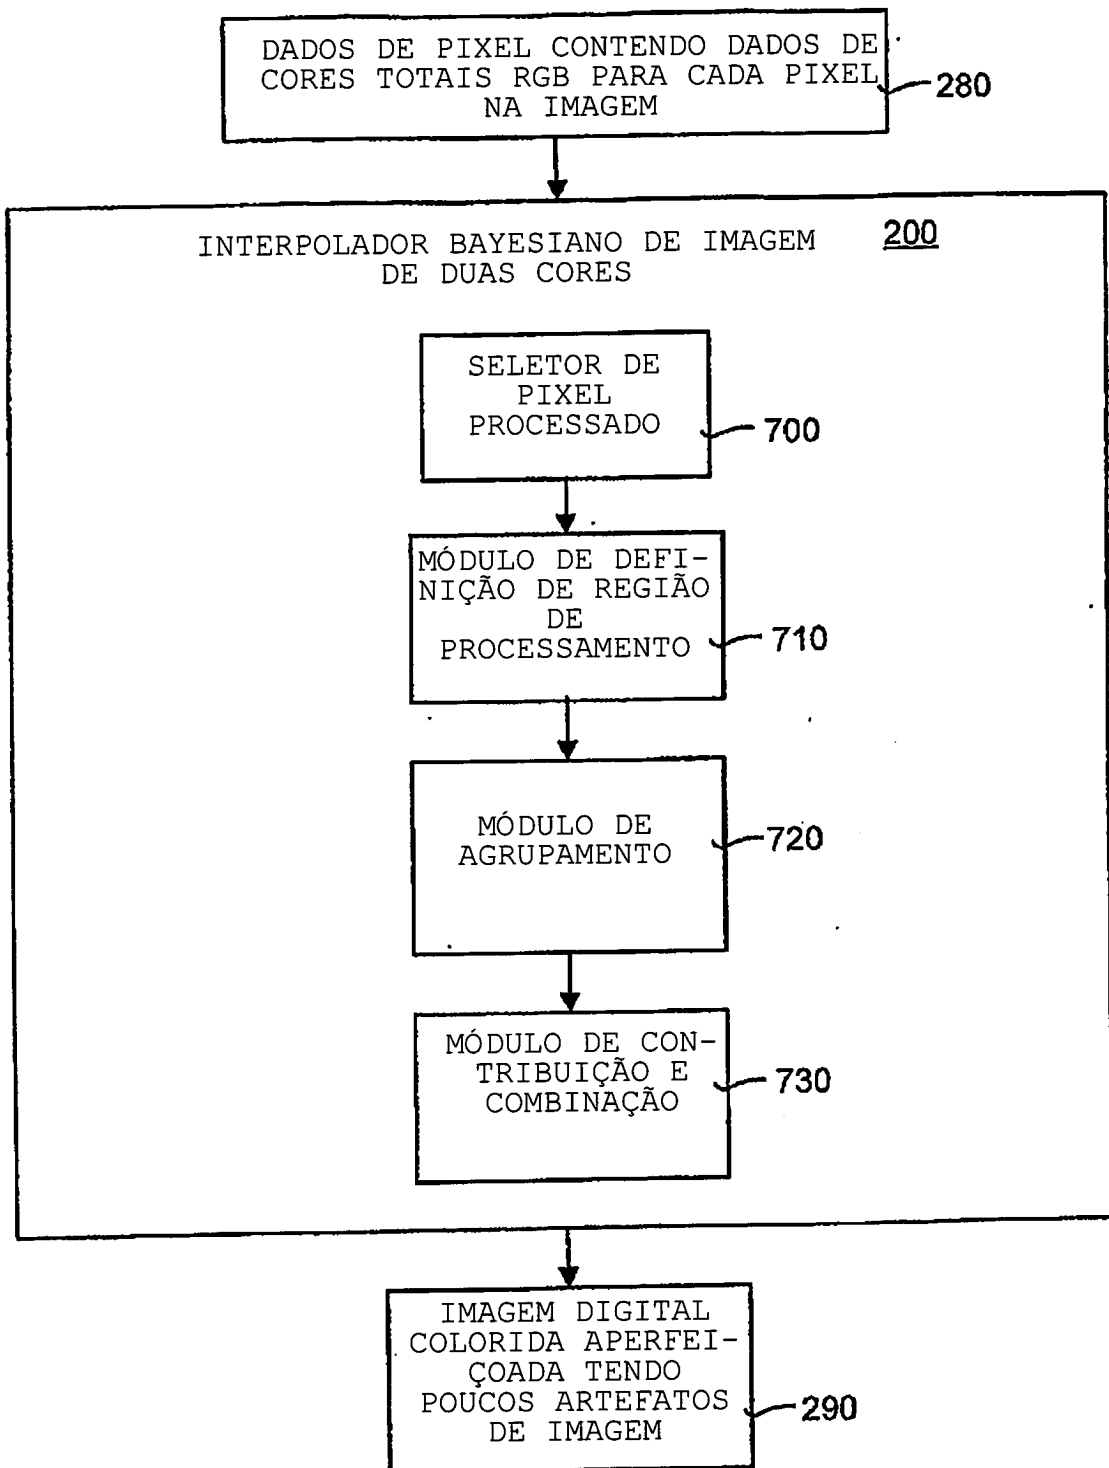 DADOS DE PIXEL CONTENDO DADOS DE
CORES TOTAIS RGB PARA CADA PIXEL
NA IMAGEM
280
INTERPOLADOR BAYESIANO DE IMAGEM
DE DUAS CORES
200
SELETOR DE
PIXEL
PROCESSADO
700
MÓDULO DE DEFI-
NIÇÃO DE REGIÃO
DE
PROCESSAMENTO
710
MÓDULO DE
AGRUPAMENTO
720
MÓDULO DE CON-
TRIBUIÇÃO E
COMBINAÇÃO
730
IMAGEM DIGITAL
COLORIDA APERFEI-
ÇOADA TENDO
POUCOS ARTEFATOS
DE IMAGEM
290